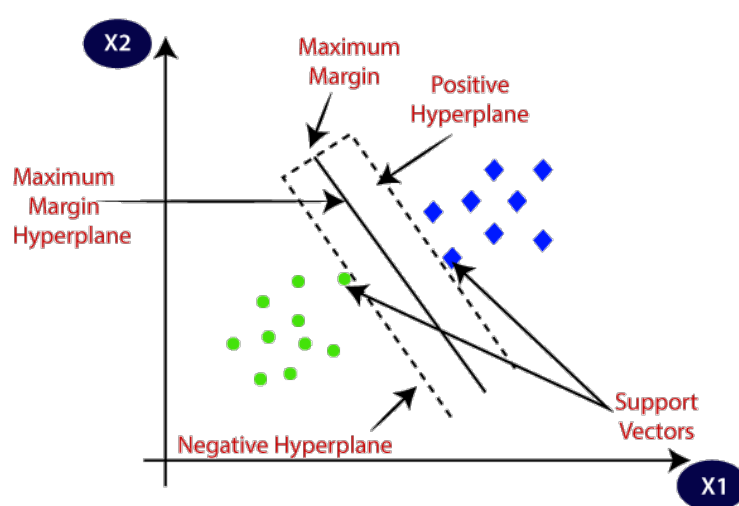 X2
Maximum
Margin
Positive
Hyperplane
Maximum
Margin
Hyperplane
Support
Vectors
Negative Hyperplane
X1